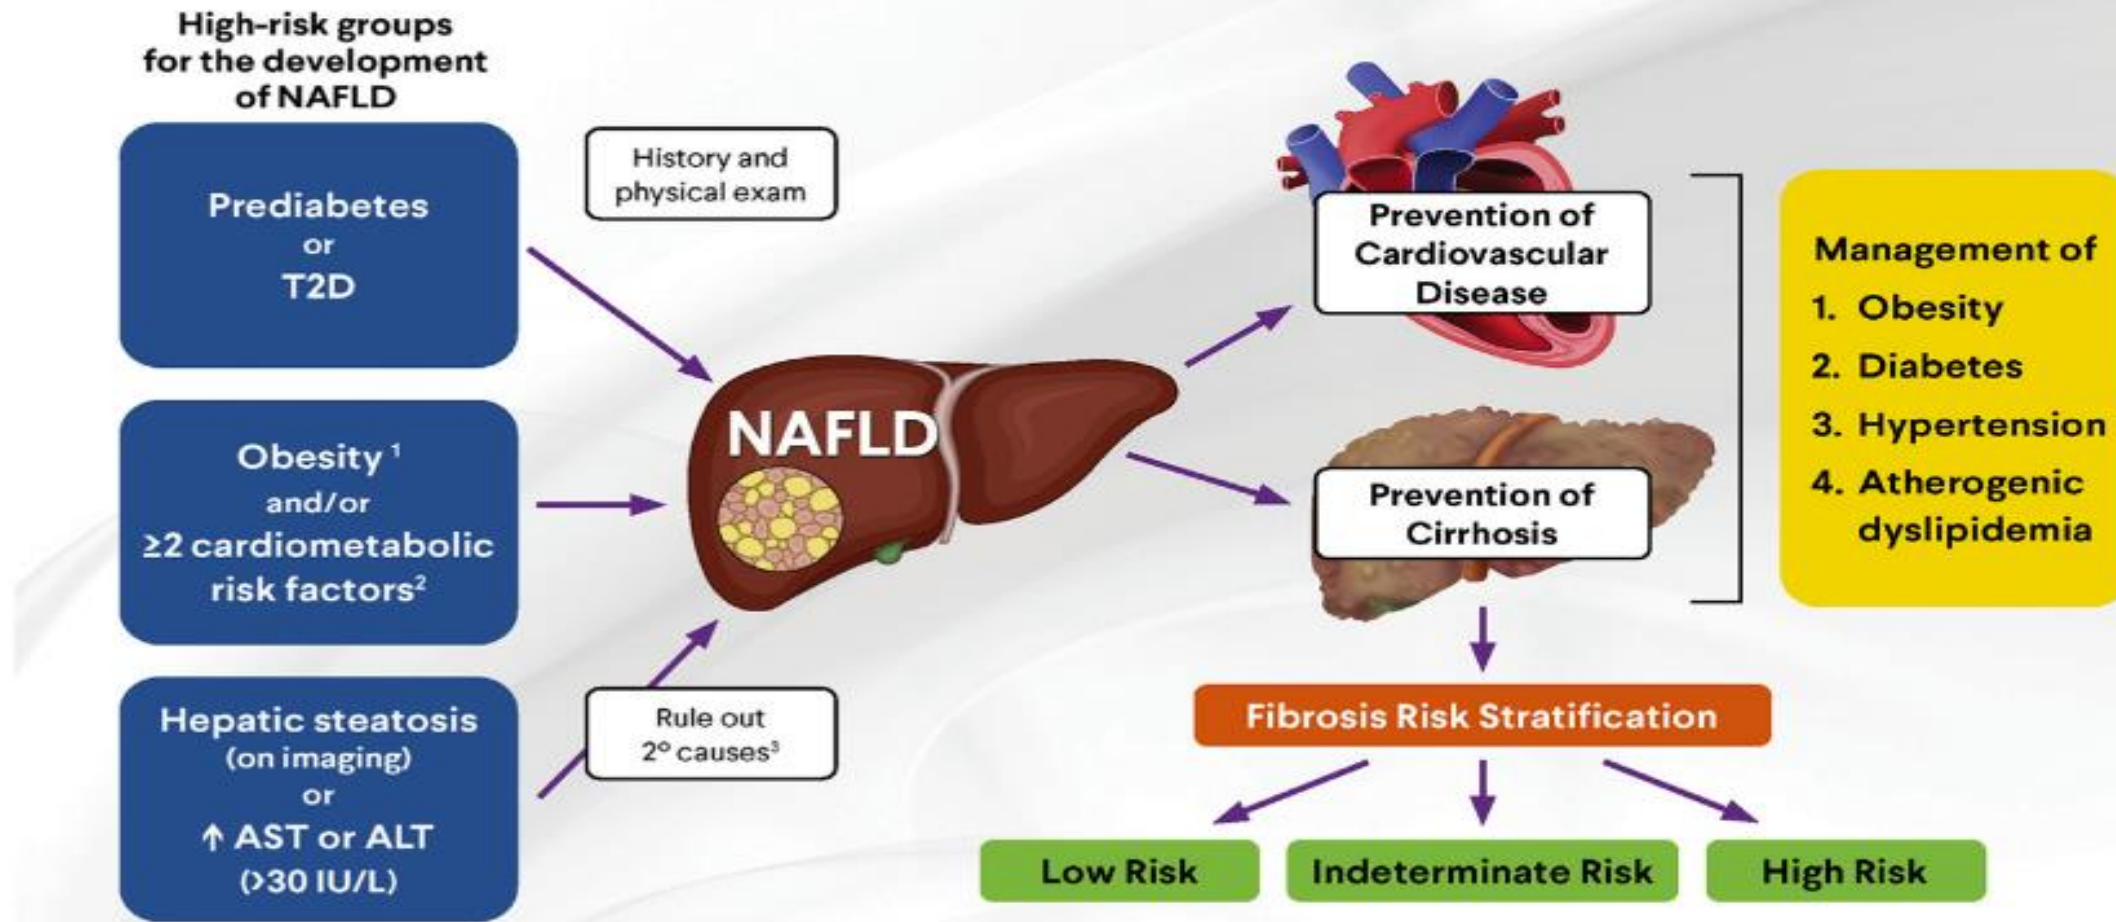 High-risk groups
for the development
of NAFLD
Prediabetes
or
T2D
Obesity ¹
and/or
≥2 cardiometabolic
risk factors²
Hepatic steatosis
(on imaging)
or
↑ AST or ALT
(>30 IU/L)
History and
physical exam
Rule out
2º causes³
NAFLD
Prevention of
Cardiovascular
Disease
Prevention of
Cirrhosis
Management of
1. Obesity
2. Diabetes
3. Hypertension
4. Atherogenic
dyslipidemia
Fibrosis Risk Stratification
Low Risk
Indeterminate Risk
High Risk